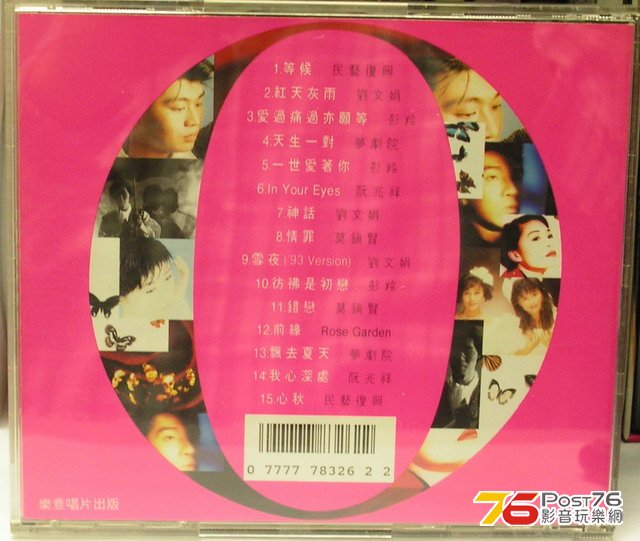 1.等候 民藝復興
2.紅天灰雨 劉文娟
3.愛過痛過亦願等 彭羚
4.天生一對 夢劇院
5.一世愛著你 彭羚
6.In Your Eyes 阮兆祥
7.神話 劉文娟
8.情罪 莫鎮賢
9.雪夜('93 Version) 劉文娟
10.彷彿是初戀 彭羚
11.錯戀 莫鎮賢
12.前緣 Rose Garden
13.飄去夏天 夢劇院
14.我心深處 阮兆祥
15.心秋 民藝復興
0 7777 78326 2 2
樂意唱片出版
76 POST76
影音玩樂網